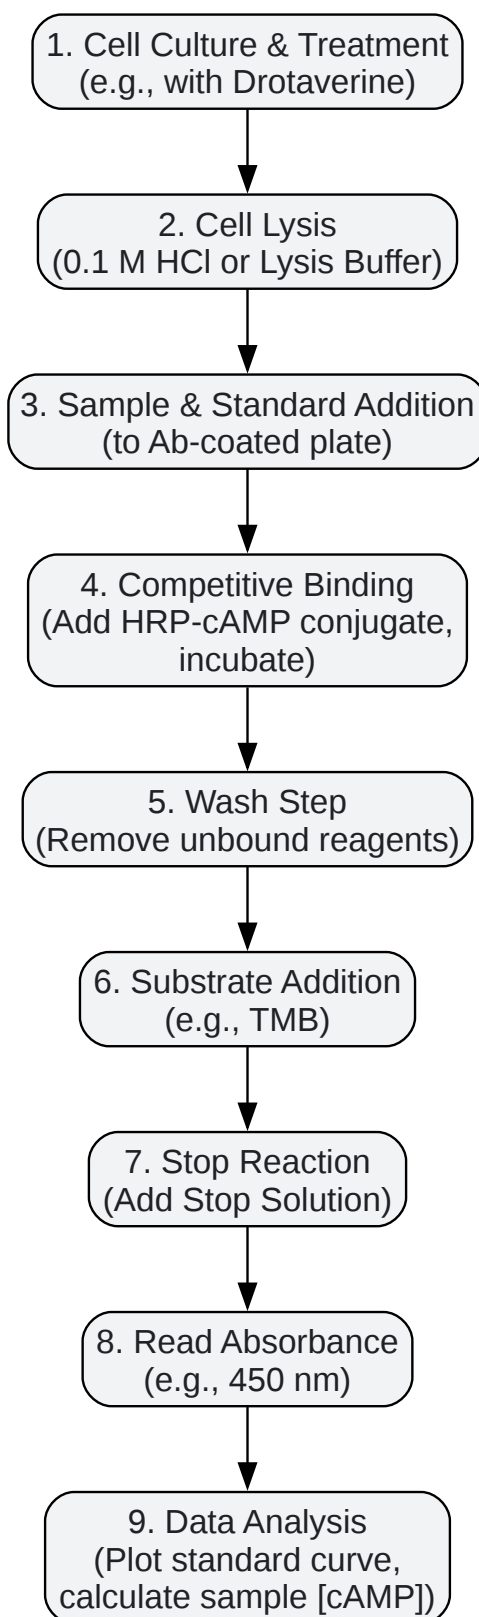 1. Cell Culture & Treatment
(e.g., with Drotaverine)
2. Cell Lysis
(0.1 M HCl or Lysis Buffer)
3. Sample & Standard Addition
(to Ab-coated plate)
4. Competitive Binding
(Add HRP-cAMP conjugate,
incubate)
5. Wash Step
(Remove unbound reagents)
6. Substrate Addition
(e.g., TMB)
7. Stop Reaction
(Add Stop Solution)
8. Read Absorbance
(e.g., 450 nm)
9. Data Analysis
(Plot standard curve,
calculate sample [cAMP])